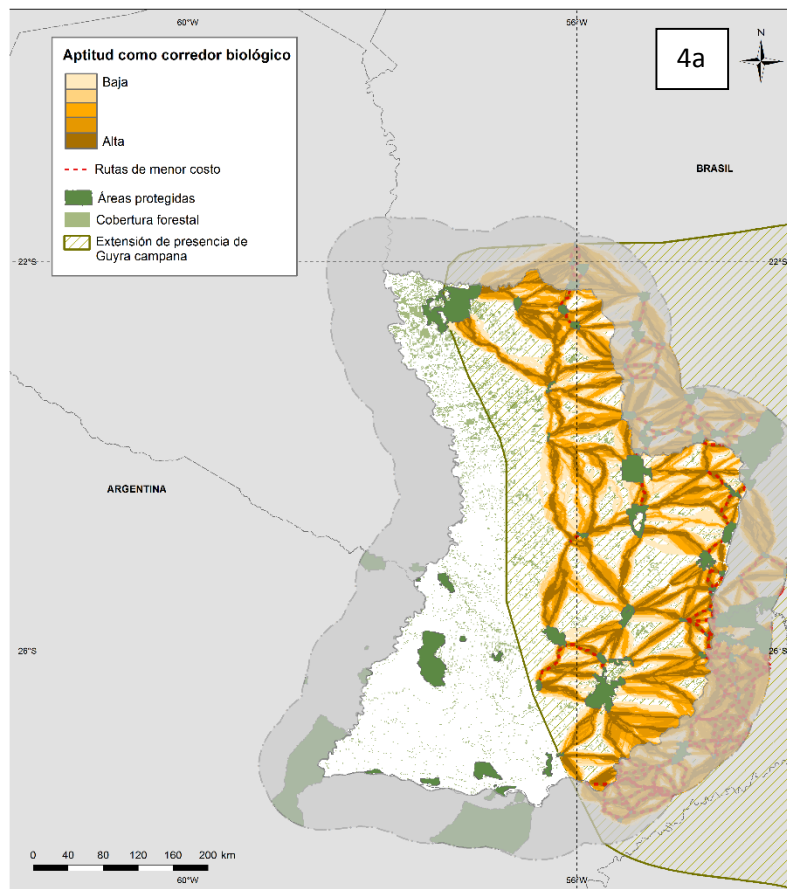 60°W
56°W
Aptitud como corredor biológico
Baja
Alta
Rutas de menor costo
Áreas protegidas
Cobertura forestal
Extensión de presencia de
Guyra campana
4a
N
BRASIL
22°S
22°S
ARGENTINA
26°S
26°S
0 40 80 120 160 200 km
60°W
56°W